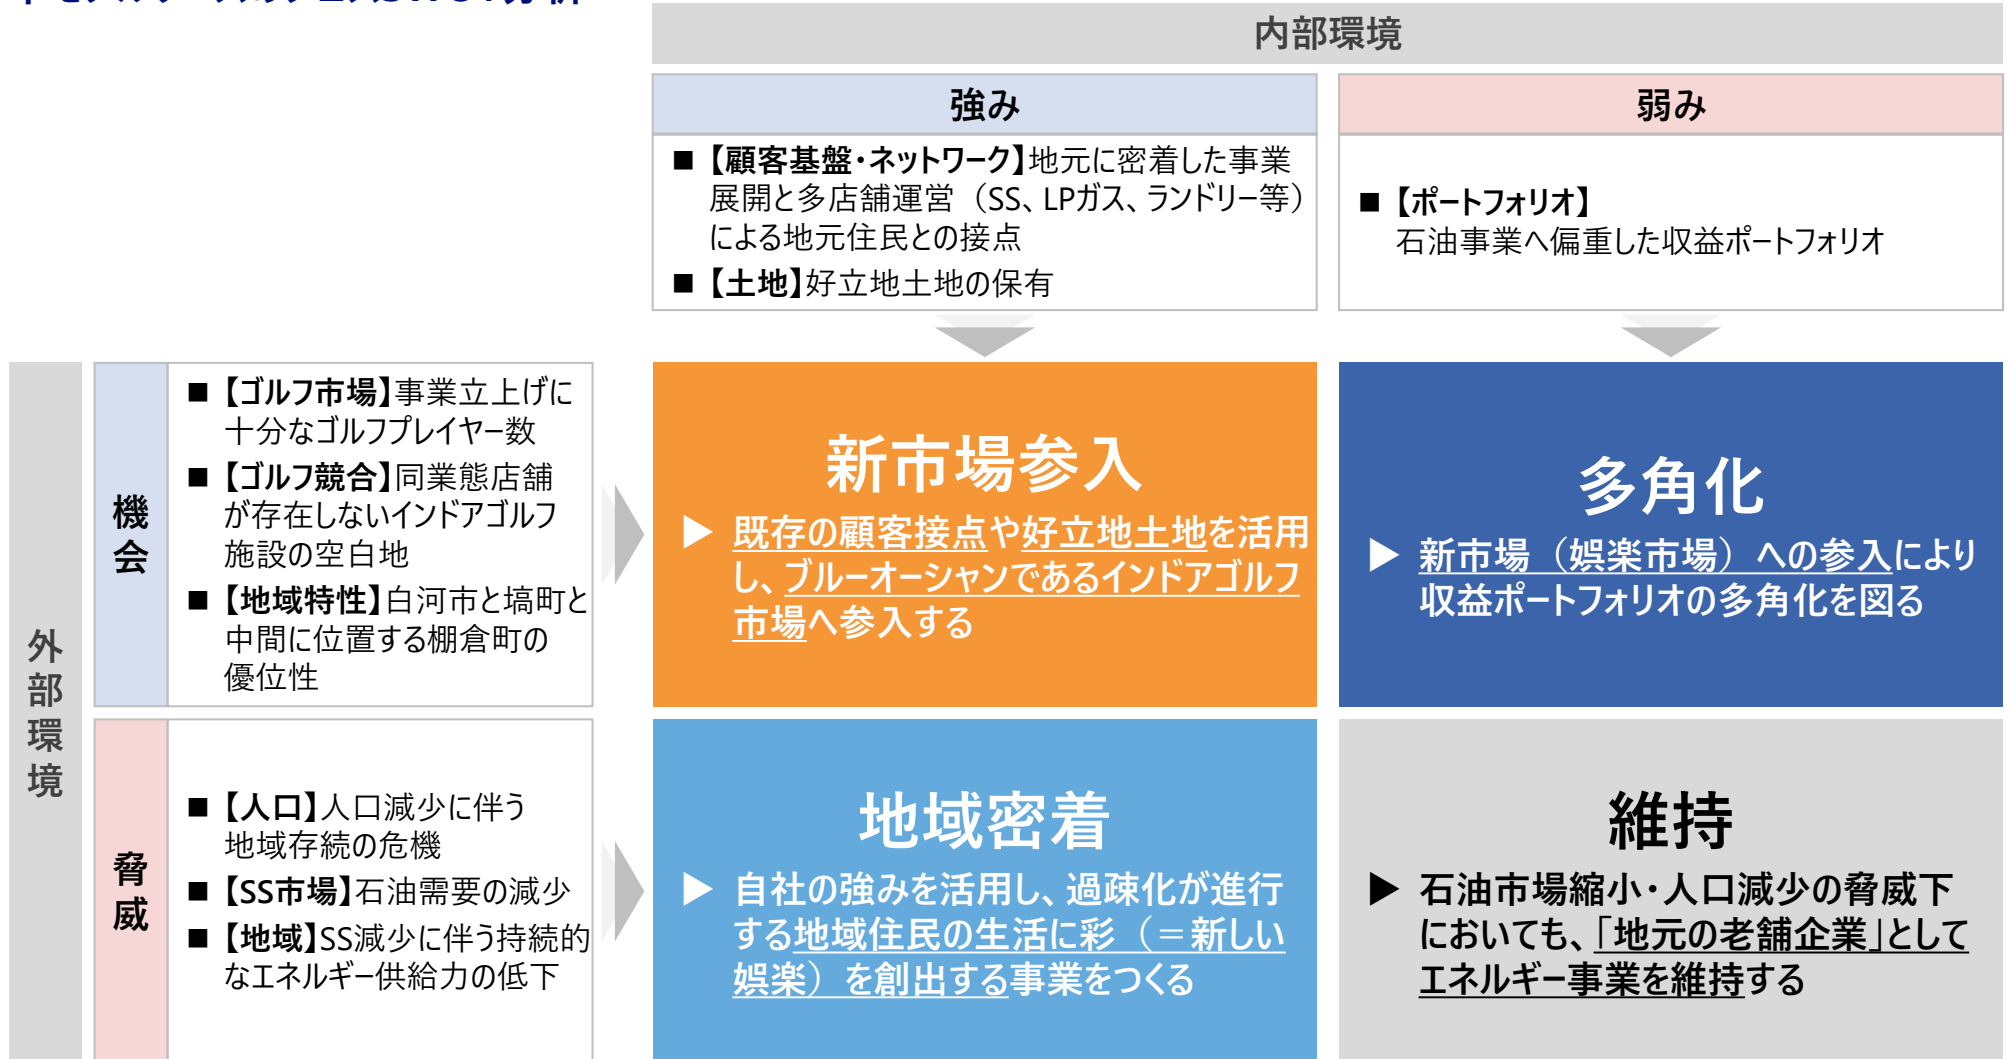 内部環境
強み
弱み
■【顧客基盤・ネットワーク】地元に密着した事業
展開と多店舗運営（SS、LPガス、ランドリー等）
による地元住民との接点
■【土地】好立地土地の保有
■【ポートフォリオ】
石油事業へ偏重した収益ポートフォリオ
外部環境
機会
■【ゴルフ市場】事業立上げに
十分なゴルフプレイヤー数
■【ゴルフ競合】同業態店舗
が存在しないインドアゴルフ
施設の空白地
■【地域特性】白河市と塙町と
中間に位置する棚倉町の
優位性
新市場参入
▶ 既存の顧客接点や好立地土地を活用
し、ブルーオーシャンであるインドアゴルフ
市場へ参入する
多角化
▶ 新市場（娯楽市場）への参入により
収益ポートフォリオの多角化を図る
脅威
■【人口】人口減少に伴う
地域存続の危機
■【SS市場】石油需要の減少
■【地域】SS減少に伴う持続的
なエネルギー供給力の低下
地域密着
▶ 自社の強みを活用し、過疎化が進行
する地域住民の生活に彩（＝新しい
娯楽）を創出する事業をつくる
維持
▶ 石油市場縮小・人口減少の脅威下
においても、「地元の老舗企業」として
エネルギー事業を維持する